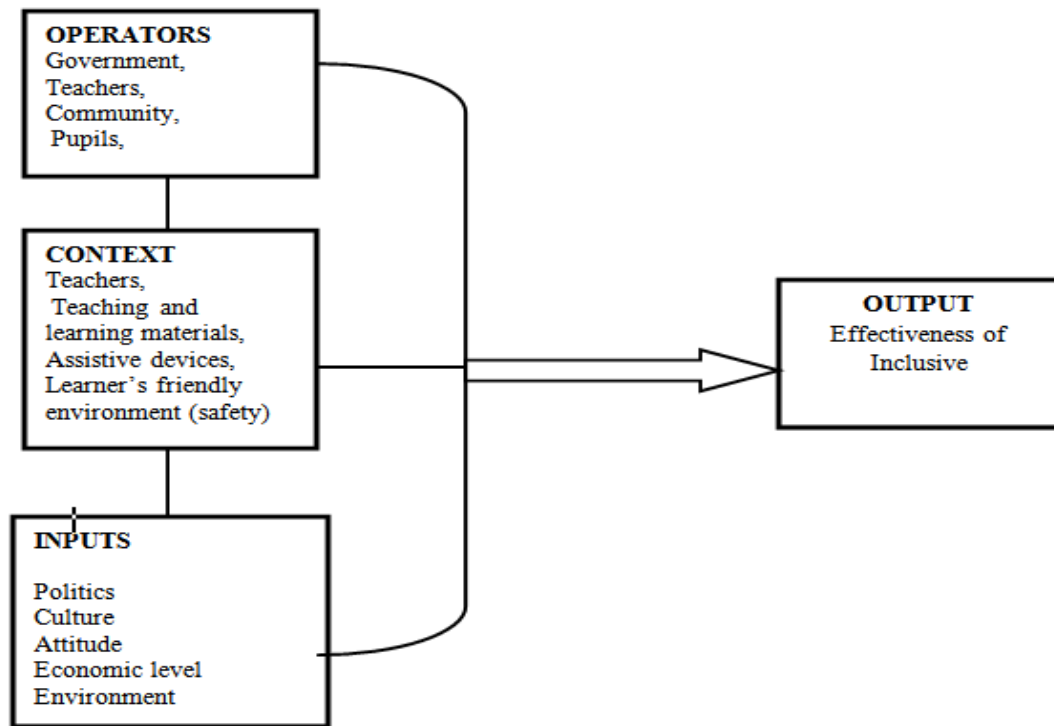 OPERATORS
Government,
Teachers,
Community,
Pupils,
CONTEXT
Teachers,
Teaching and
learning materials,
Assistive devices,
Learner's friendly
environment (safety)
INPUTS
Politics
Culture
Attitude
Economic level
Environment
OUTPUT
Effectiveness of
Inclusive